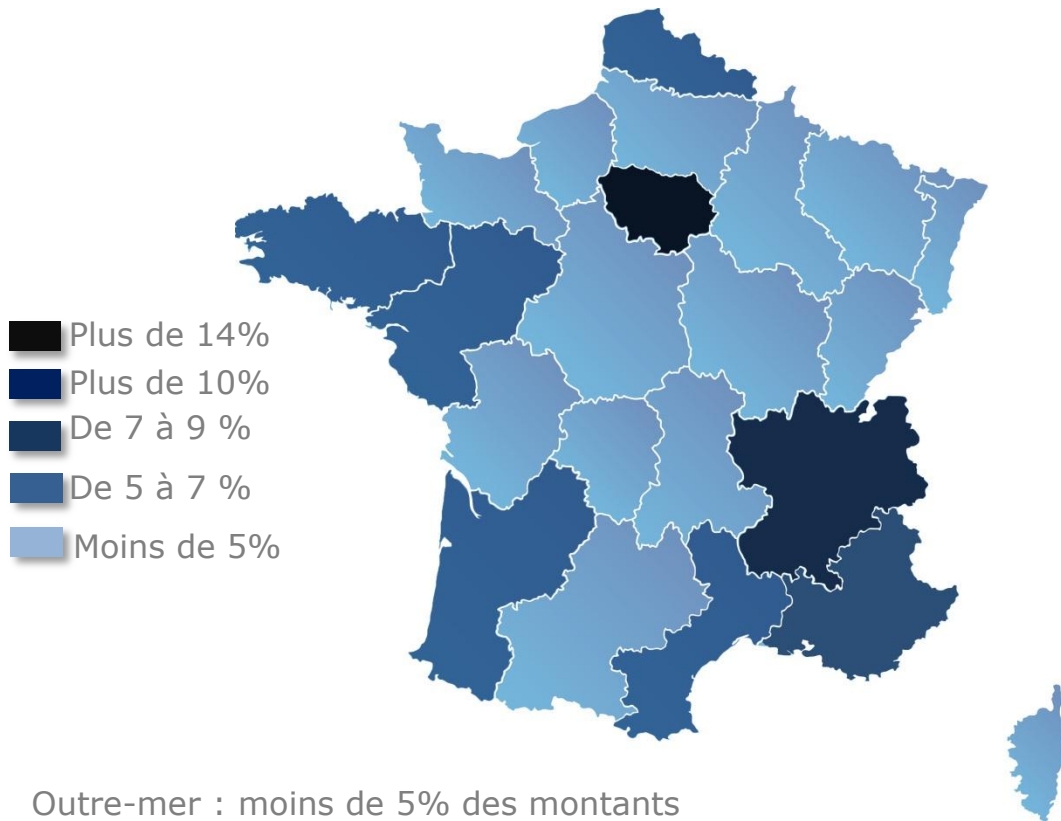 Plus de 14%
Plus de 10%
De 7 à 9 %
De 5 à 7 %
Moins de 5%
Outre-mer : moins de 5% des montants